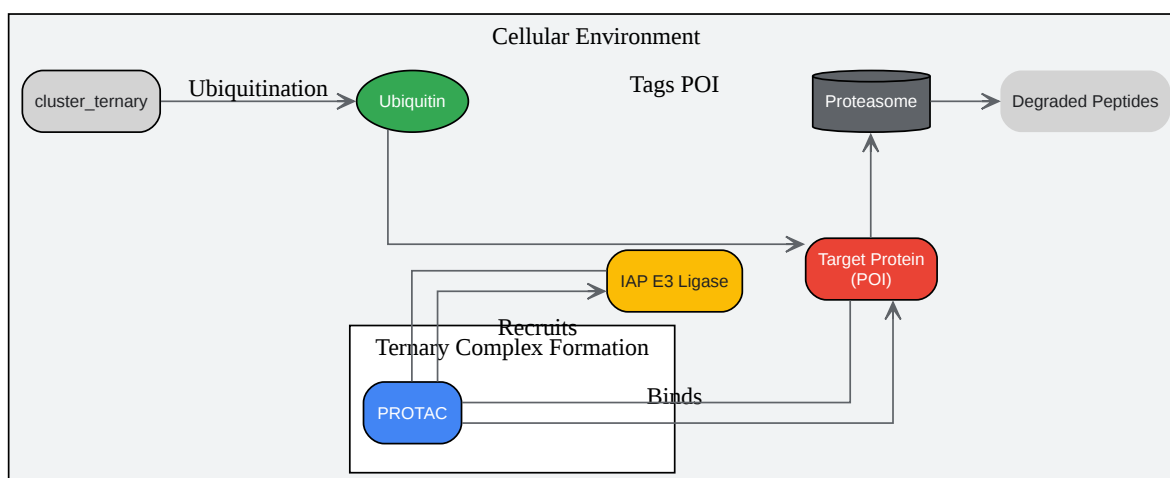 Cellular Environment
Tags POI
cluster_ternary
Ubiquitination
Ubiquitin
Proteasome
Degraded Peptides
Target Protein
(POI)
IAP E3 Ligase
Recruits
Ternary Complex Formation
Binds
PROTAC